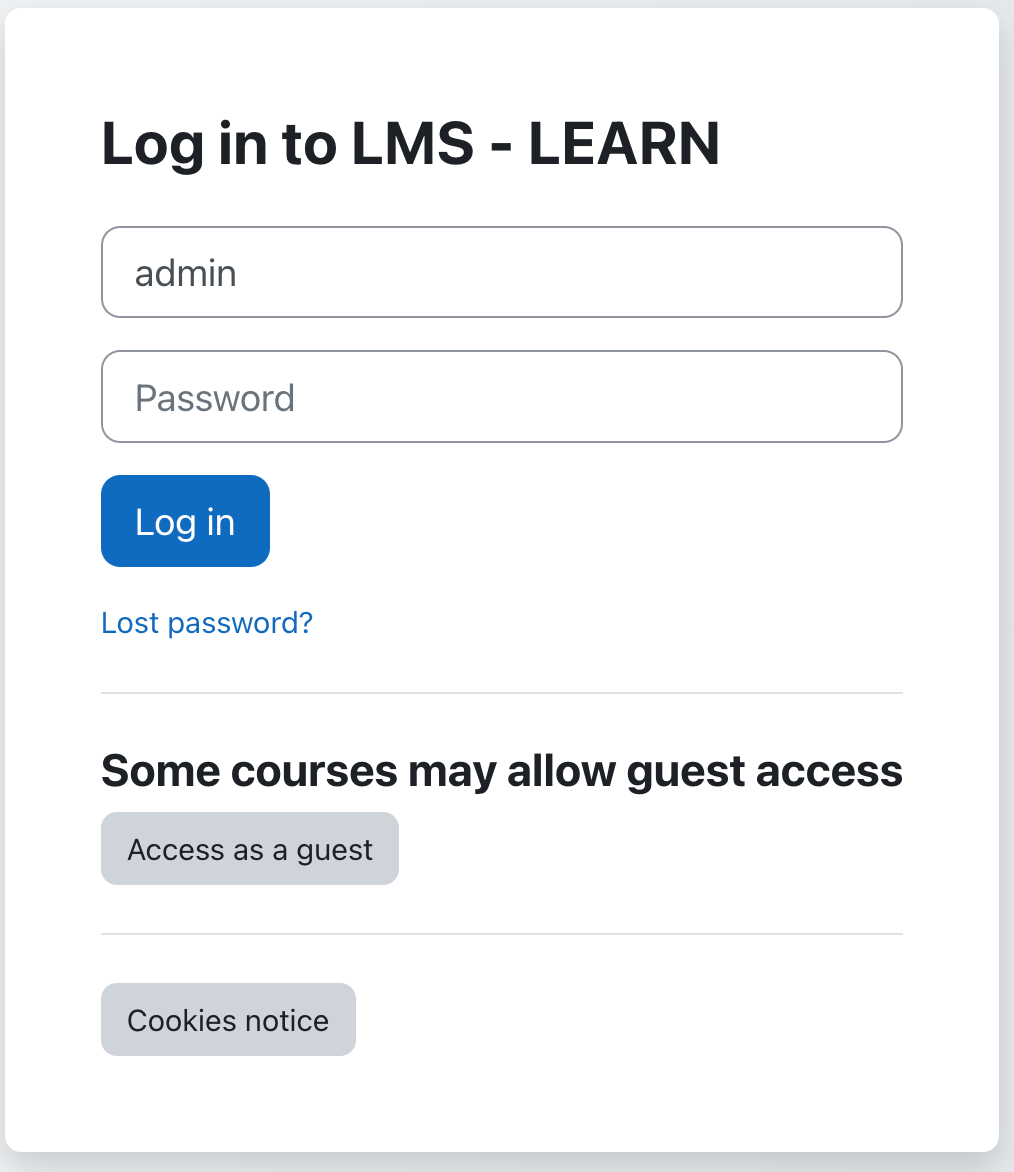 Log in to LMS - LEARN
admin
Password
Log in
Lost password?
Some courses may allow guest access
Access as a guest
Cookies notice